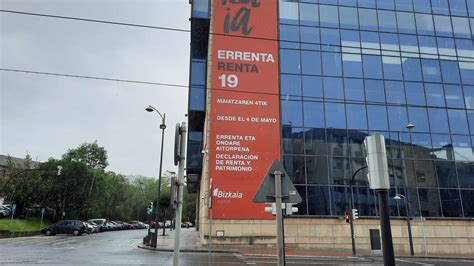 ERRENTA
RENTA
19
MAIATZAREN 4TIK
DESDE EL 4 DE MAYO
ERRENTA ETA
ONDARE
AITORPENA
DECLARACIÓN
DE RENTA Y
PATRIMONIO
Bizkaia